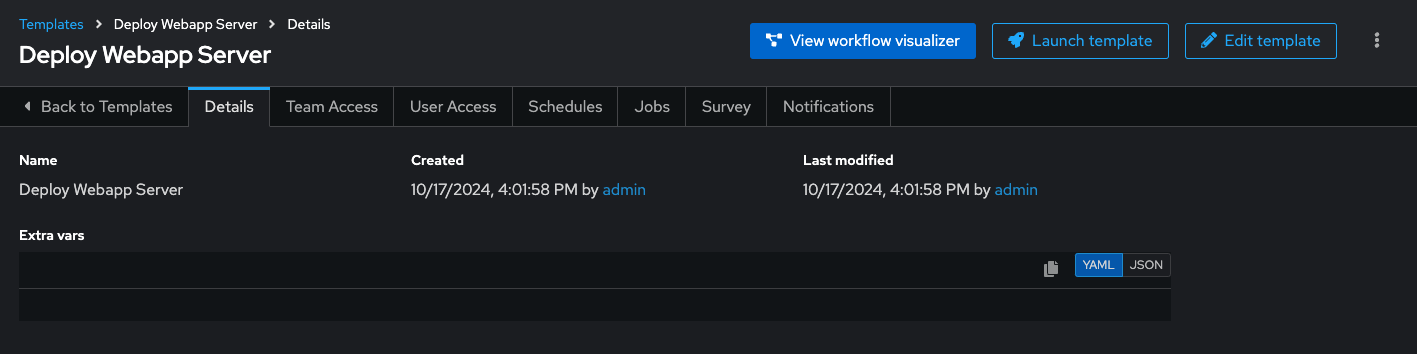 Templates > Deploy Webapp Server > Details
Deploy Webapp Server
View workflow visualizer
Launch template
Edit template
Back to Templates
Details
Team Access
User Access
Schedules
Jobs
Survey
Notifications
Name
Deploy Webapp Server
Created
10/17/2024, 4:01:58 PM by admin
Last modified
10/17/2024, 4:01:58 PM by admin
Extra vars
YAML
JSON